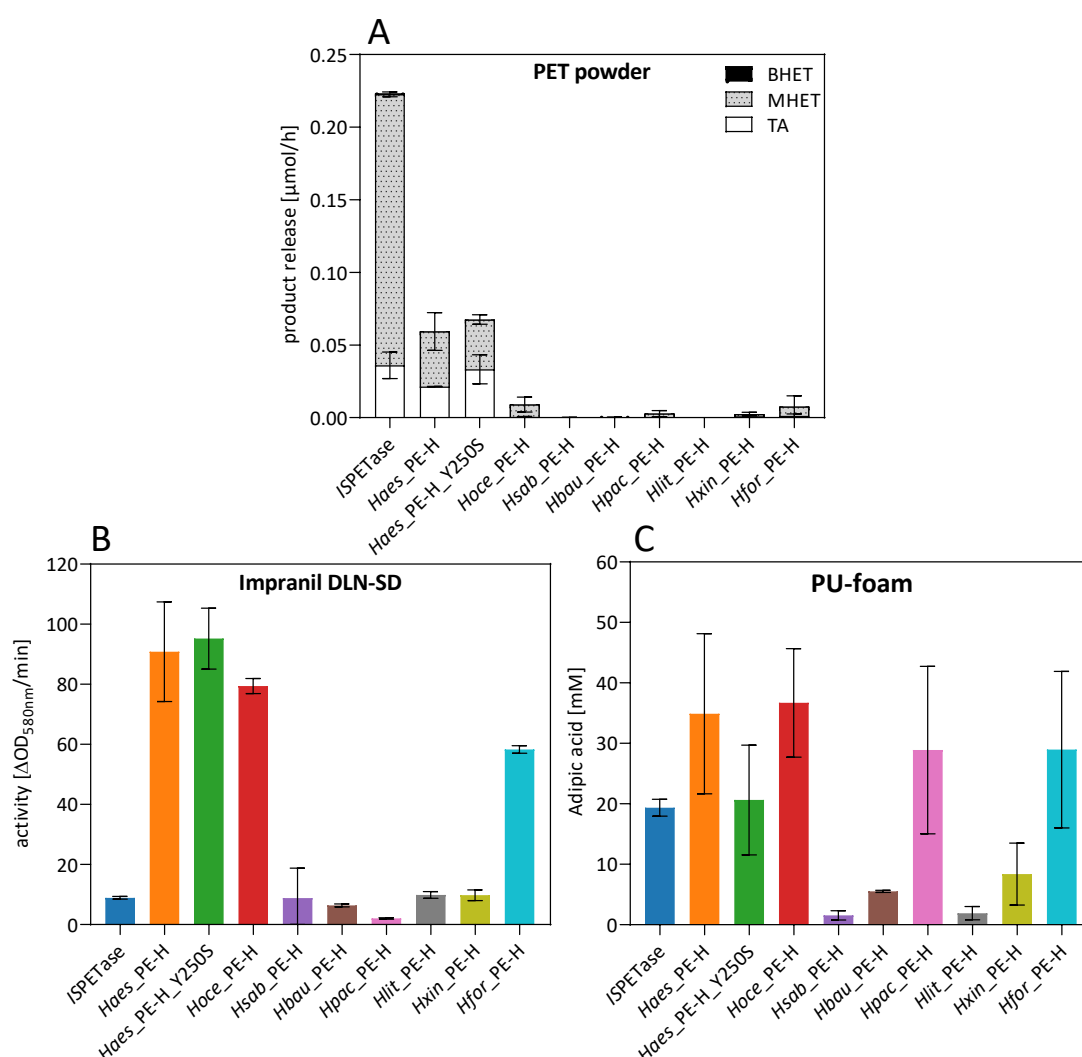 A
PET powder
BHET
MHET
TA
product release [µmol/h]
0.25
0.20
0.15
0.10
0.05
0.00
ISPETase
Haes_PE-H
Haes_PE-H_Y250S
Hoce_PE-H
Hsab_PE-H
Hbau_PE-H
Hpac_PE-H
Hlit_PE-H
Hxin_PE-H
Hfor_PE-H
B
Impranil DLN-SD
activity [ΔOD580nm/min]
120
100
80
60
40
20
0
ISPETase
Haes_PE-H
Haes_PE-H_Y250S
Hoce_PE-H
Hsab_PE-H
Hbau_PE-H
Hpac_PE-H
Hlit_PE-H
Hxin_PE-H
Hfor_PE-H
C
PU-foam
Adipic acid [mM]
60
50
40
30
20
10
0
ISPETase
Haes_PE-H
Haes_PE-H_Y250S
Hoce_PE-H
Hsab_PE-H
Hbau_PE-H
Hpac_PE-H
Hlit_PE-H
Hxin_PE-H
Hfor_PE-H